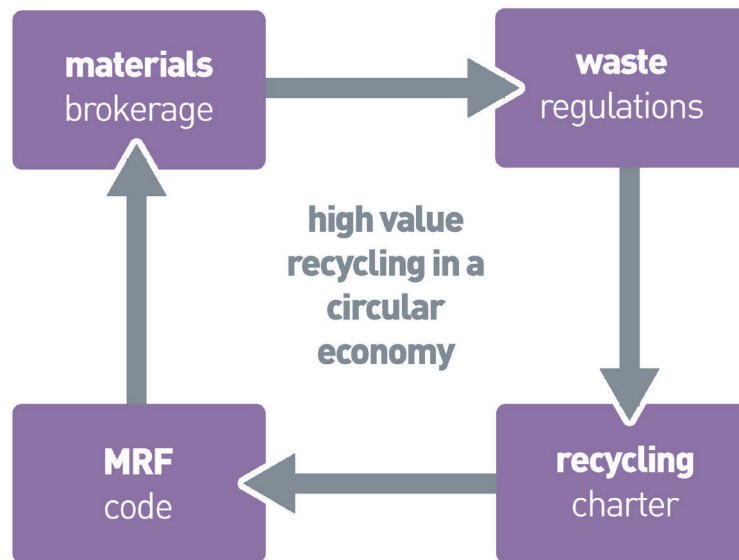 materials
brokerage
waste
regulations
high value
recycling in a
circular
economy
MRF
code
recycling
charter